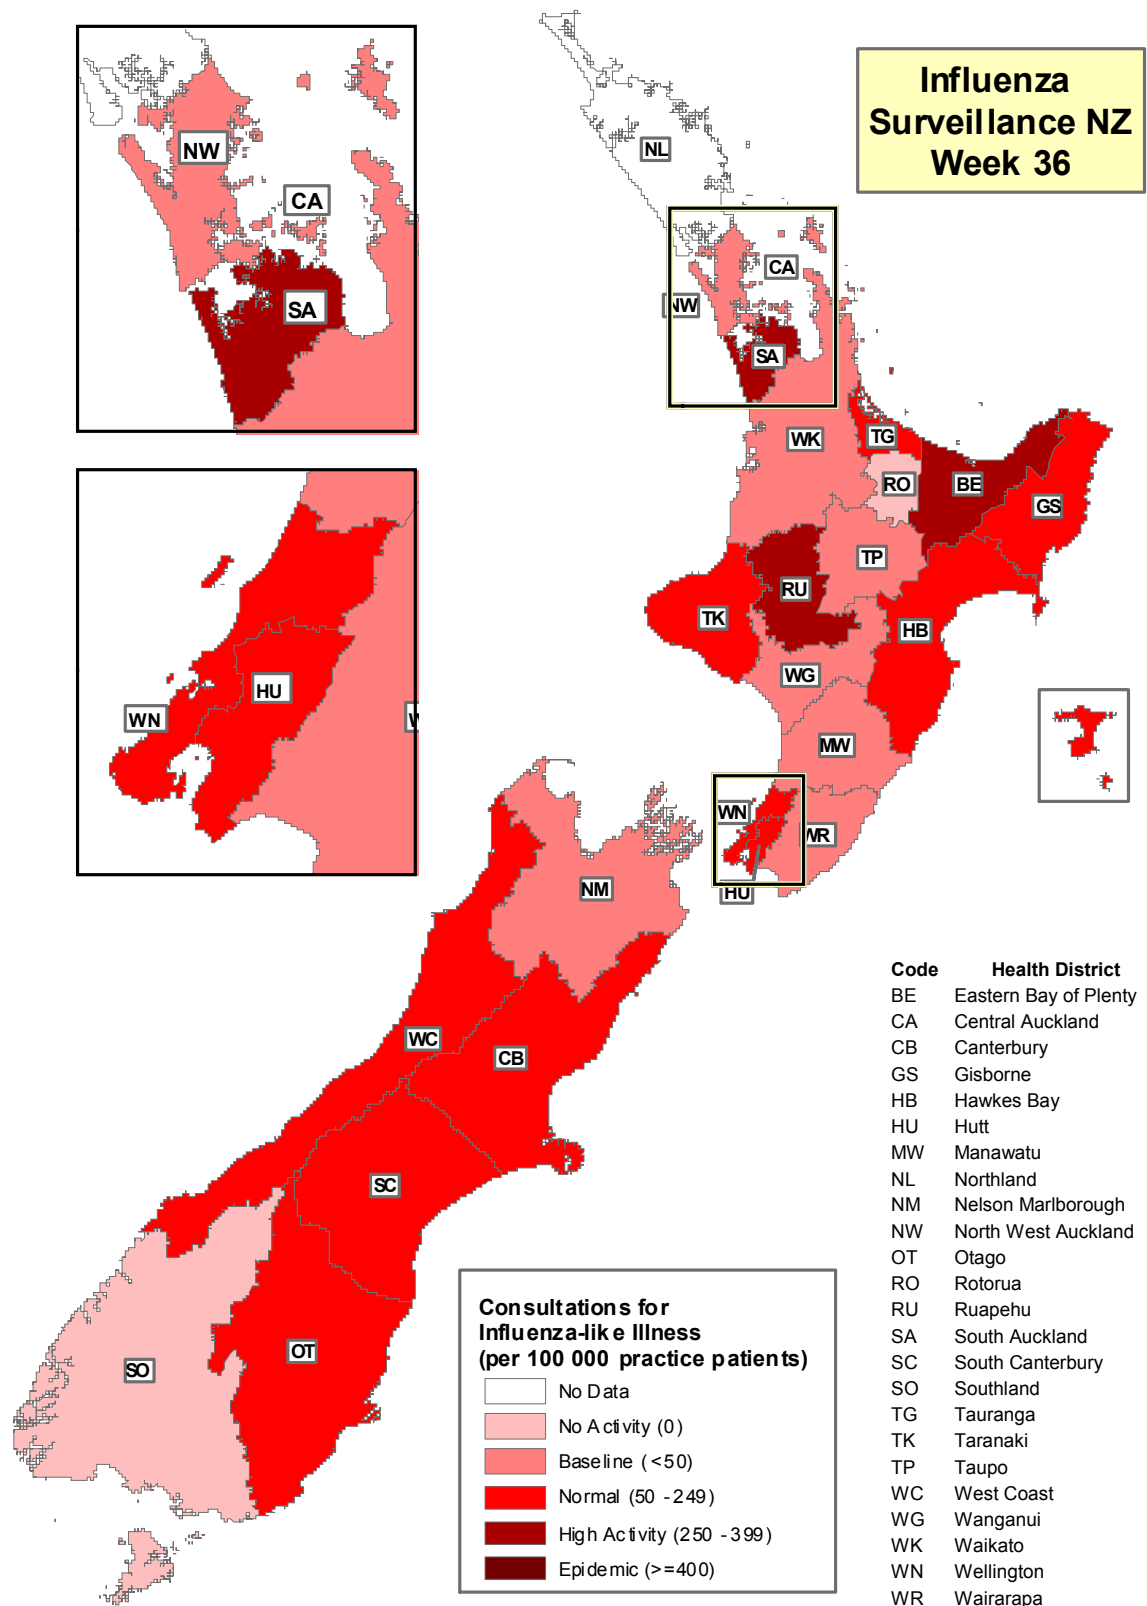 Influenza
Surveillance NZ
Week 36
NW
CA
SA
NL
CA
NW
SA
WK
TG
RO
BE
GS
TP
RU
TK
HB
WG
MW
WN
WR
HU
HU
WN
W
NM
WC
CB
SC
OT
SO
Code Health District
BE Eastern Bay of Plenty
CA Central Auckland
CB Canterbury
GS Gisborne
HB Hawkes Bay
HU Hutt
MW Manawatu
NL Northland
NM Nelson Marlborough
NW North West Auckland
OT Otago
RO Rotorua
RU Ruapehu
SA South Auckland
SC South Canterbury
SO Southland
TG Tauranga
TK Taranaki
TP Taupo
WC West Coast
WG Wanganui
WK Waikato
WN Wellington
WR Wairarapa
Consultations for
Influenza-like Illness
(per 100 000 practice patients)
No Data
No Activity (0)
Baseline (<50)
Normal (50 - 249)
High Activity (250 - 399)
Epidemic (>=400)